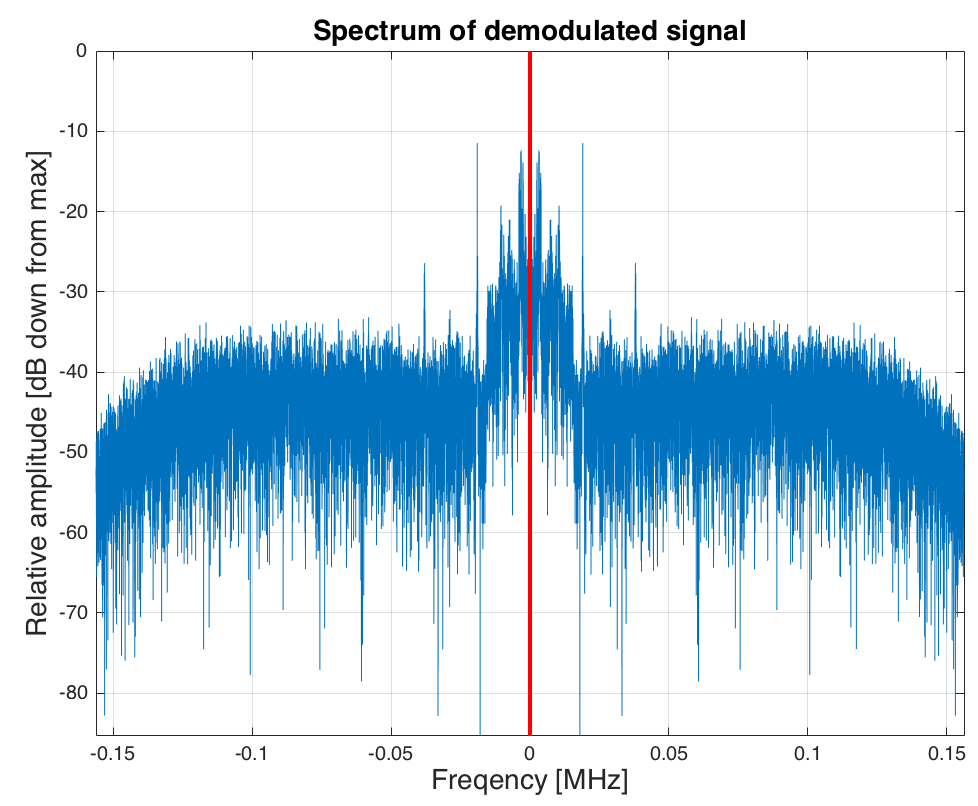 Spectrum of demodulated signal
0
-10
-20
-30
-40
-50
-60
-70
-80
Relative amplitude [dB down from max]
-0.15 -0.1 -0.05 0 0.05 0.1 0.15
Freqency [MHz]